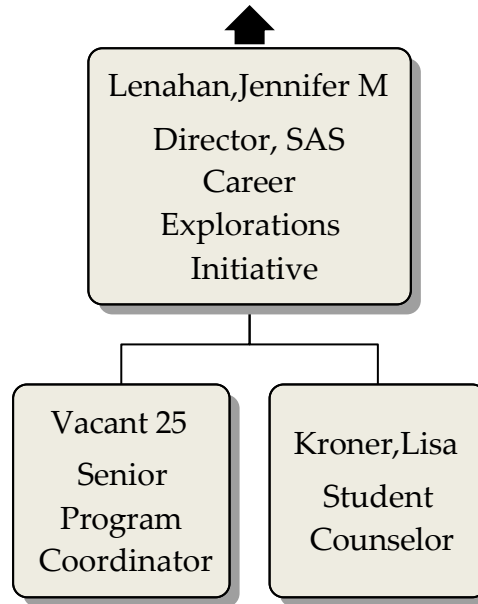 Lenahan,Jennifer M
Director, SAS
Career
Explorations
Initiative
Vacant 25
Senior
Program
Coordinator
Kroner,Lisa
Student
Counselor